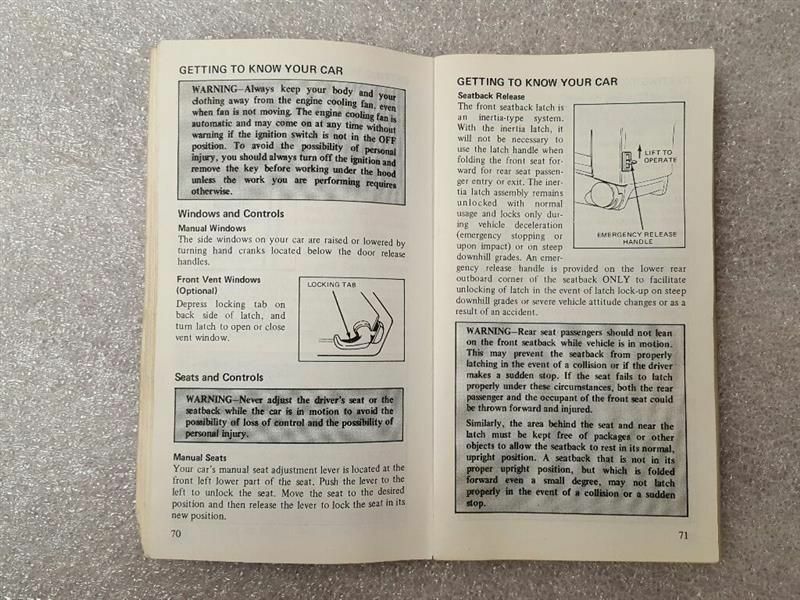 GETTING TO KNOW YOUR CAR
WARNING—Always keep your body and your
clothing away from the engine cooling fan, even
when fan is not moving. The engine cooling fan is
automatic and may come on at any time without
warning if the ignition switch is not in the OFF
position. To avoid the possibility of personal
injury, you should always turn off the ignition and
remove the key before working under the hood
unless the work you are performing requires
otherwise.
Windows and Controls
Manual Windows
The side windows on your car are raised or lowered by
turning hand cranks located below the door release
handles.
Front Vent Windows
(Optional)
Depress locking tab on
back side of latch, and
turn latch to open or close
vent window.
LOCKING TAB
Seats and Controls
WARNING—Never adjust the driver's seat or the
seatback while the car is in motion to avoid the
possibility of loss of control and the possibility of
personal injury.
Manual Seats
Your car's manual seat adjustment lever is located at the
front left lower part of the seat. Push the lever to the
left to unlock the seat. Move the seat to the desired
position and then release the lever to lock the seat in its
new position.
70
GETTING TO KNOW YOUR CAR
Seatback Release
The front seatback latch is
an inertia-type system.
With the inertia latch, it
will not be necessary to
use the latch handle when
folding the front seat for-
ward for rear seat passen-
ger entry or exit. The iner-
tia latch assembly remains
unlocked with normal
usage and locks only dur-
ing vehicle deceleration
(emergency stopping or
upon impact) or on steep
downhill grades. An emer-
gency release handle is provided on the lower rear
outboard corner of the seatback ONLY to facilitate
unlocking of latch in the event of latch lock-up on steep
downhill grades or severe vehicle attitude changes or as a
result of an accident.
LIFT TO
OPERATE
EMERGENCY RELEASE
HANDLE
WARNING—Rear seat passengers should not lean
on the front seatback while vehicle is in motion.
This may prevent the seatback from properly
latching in the event of a collision or if the driver
makes a sudden stop. If the seat fails to latch
properly under these circumstances, both the rear
passenger and the occupant of the front seat could
be thrown forward and injured.
Similarly, the area behind the seat and near the
latch must be kept free of packages or other
objects to allow the seatback to rest in its normal,
upright position. A seatback that is not in its
proper upright position, but which is folded
forward even a small degree, may not latch
properly in the event of a collision or a sudden
stop.
71